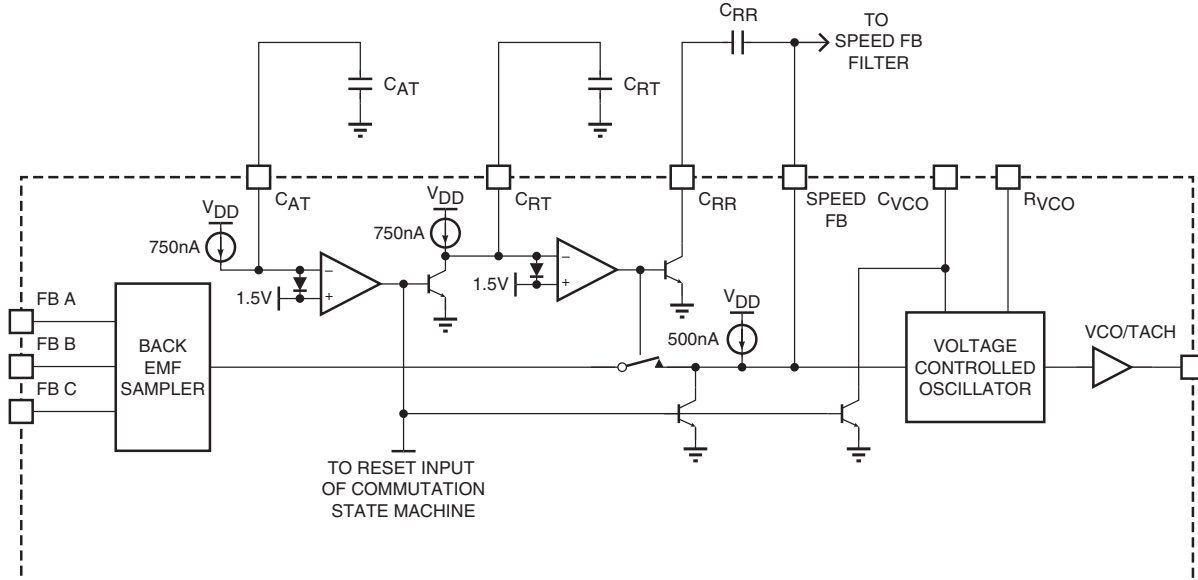 CRR
TO
SPEED FB
FILTER
CAT
CRT
CAT
CRT
CRR
SPEED
FB
CVCO
RVCO
VDD
750nA
VDD
750nA
–
+
1.5V
–
+
1.5V
VDD
500nA
FB A
FB B
FB C
BACK
EMF
SAMPLER
VOLTAGE
CONTROLLED
OSCILLATOR
VCO/TACH
TO RESET INPUT
OF COMMUTATION
STATE MACHINE